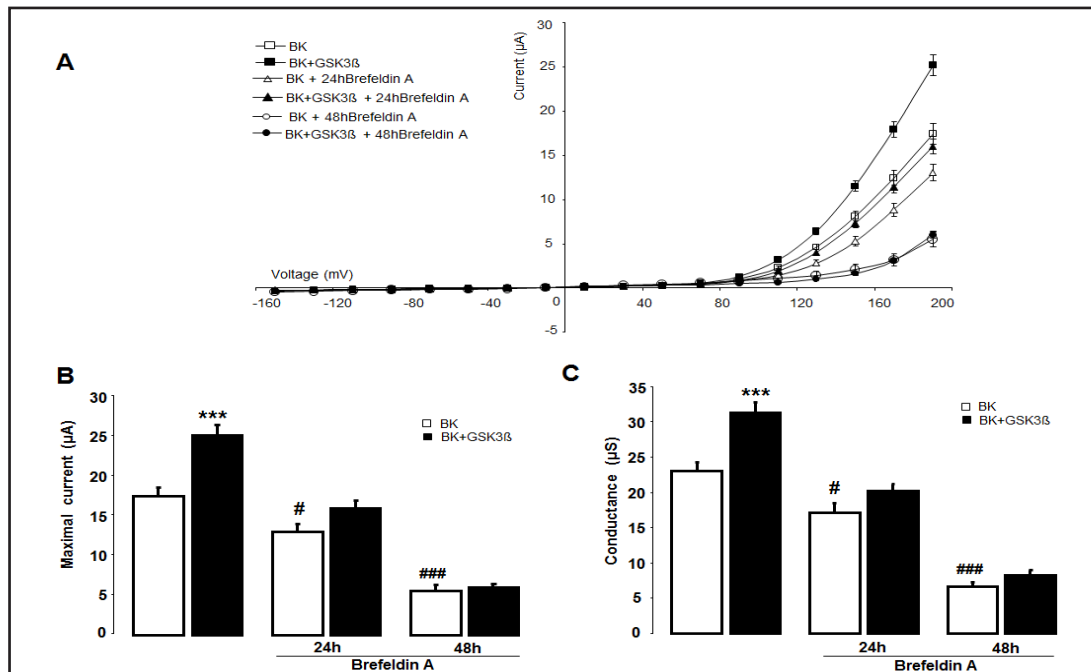 A
BK
BK+GSK3ß
BK + 24hBrefeldin A
BK+GSK3ß + 24hBrefeldin A
BK + 48hBrefeldin A
BK+GSK3ß + 48hBrefeldin A
Current (µA)
30
25
20
15
10
5
0
-5
Voltage (mV)
-160
-120
-80
-40
40
80
120
160
200
B
Maximal current (µA)
30
25
20
15
10
5
0
***
#
###
BK
BK+GSK3ß
24h
48h
Brefeldin A
C
Conductance (µS)
35
30
25
20
15
10
5
0
***
#
###
BK
BK+GSK3ß
24h
48h
Brefeldin A